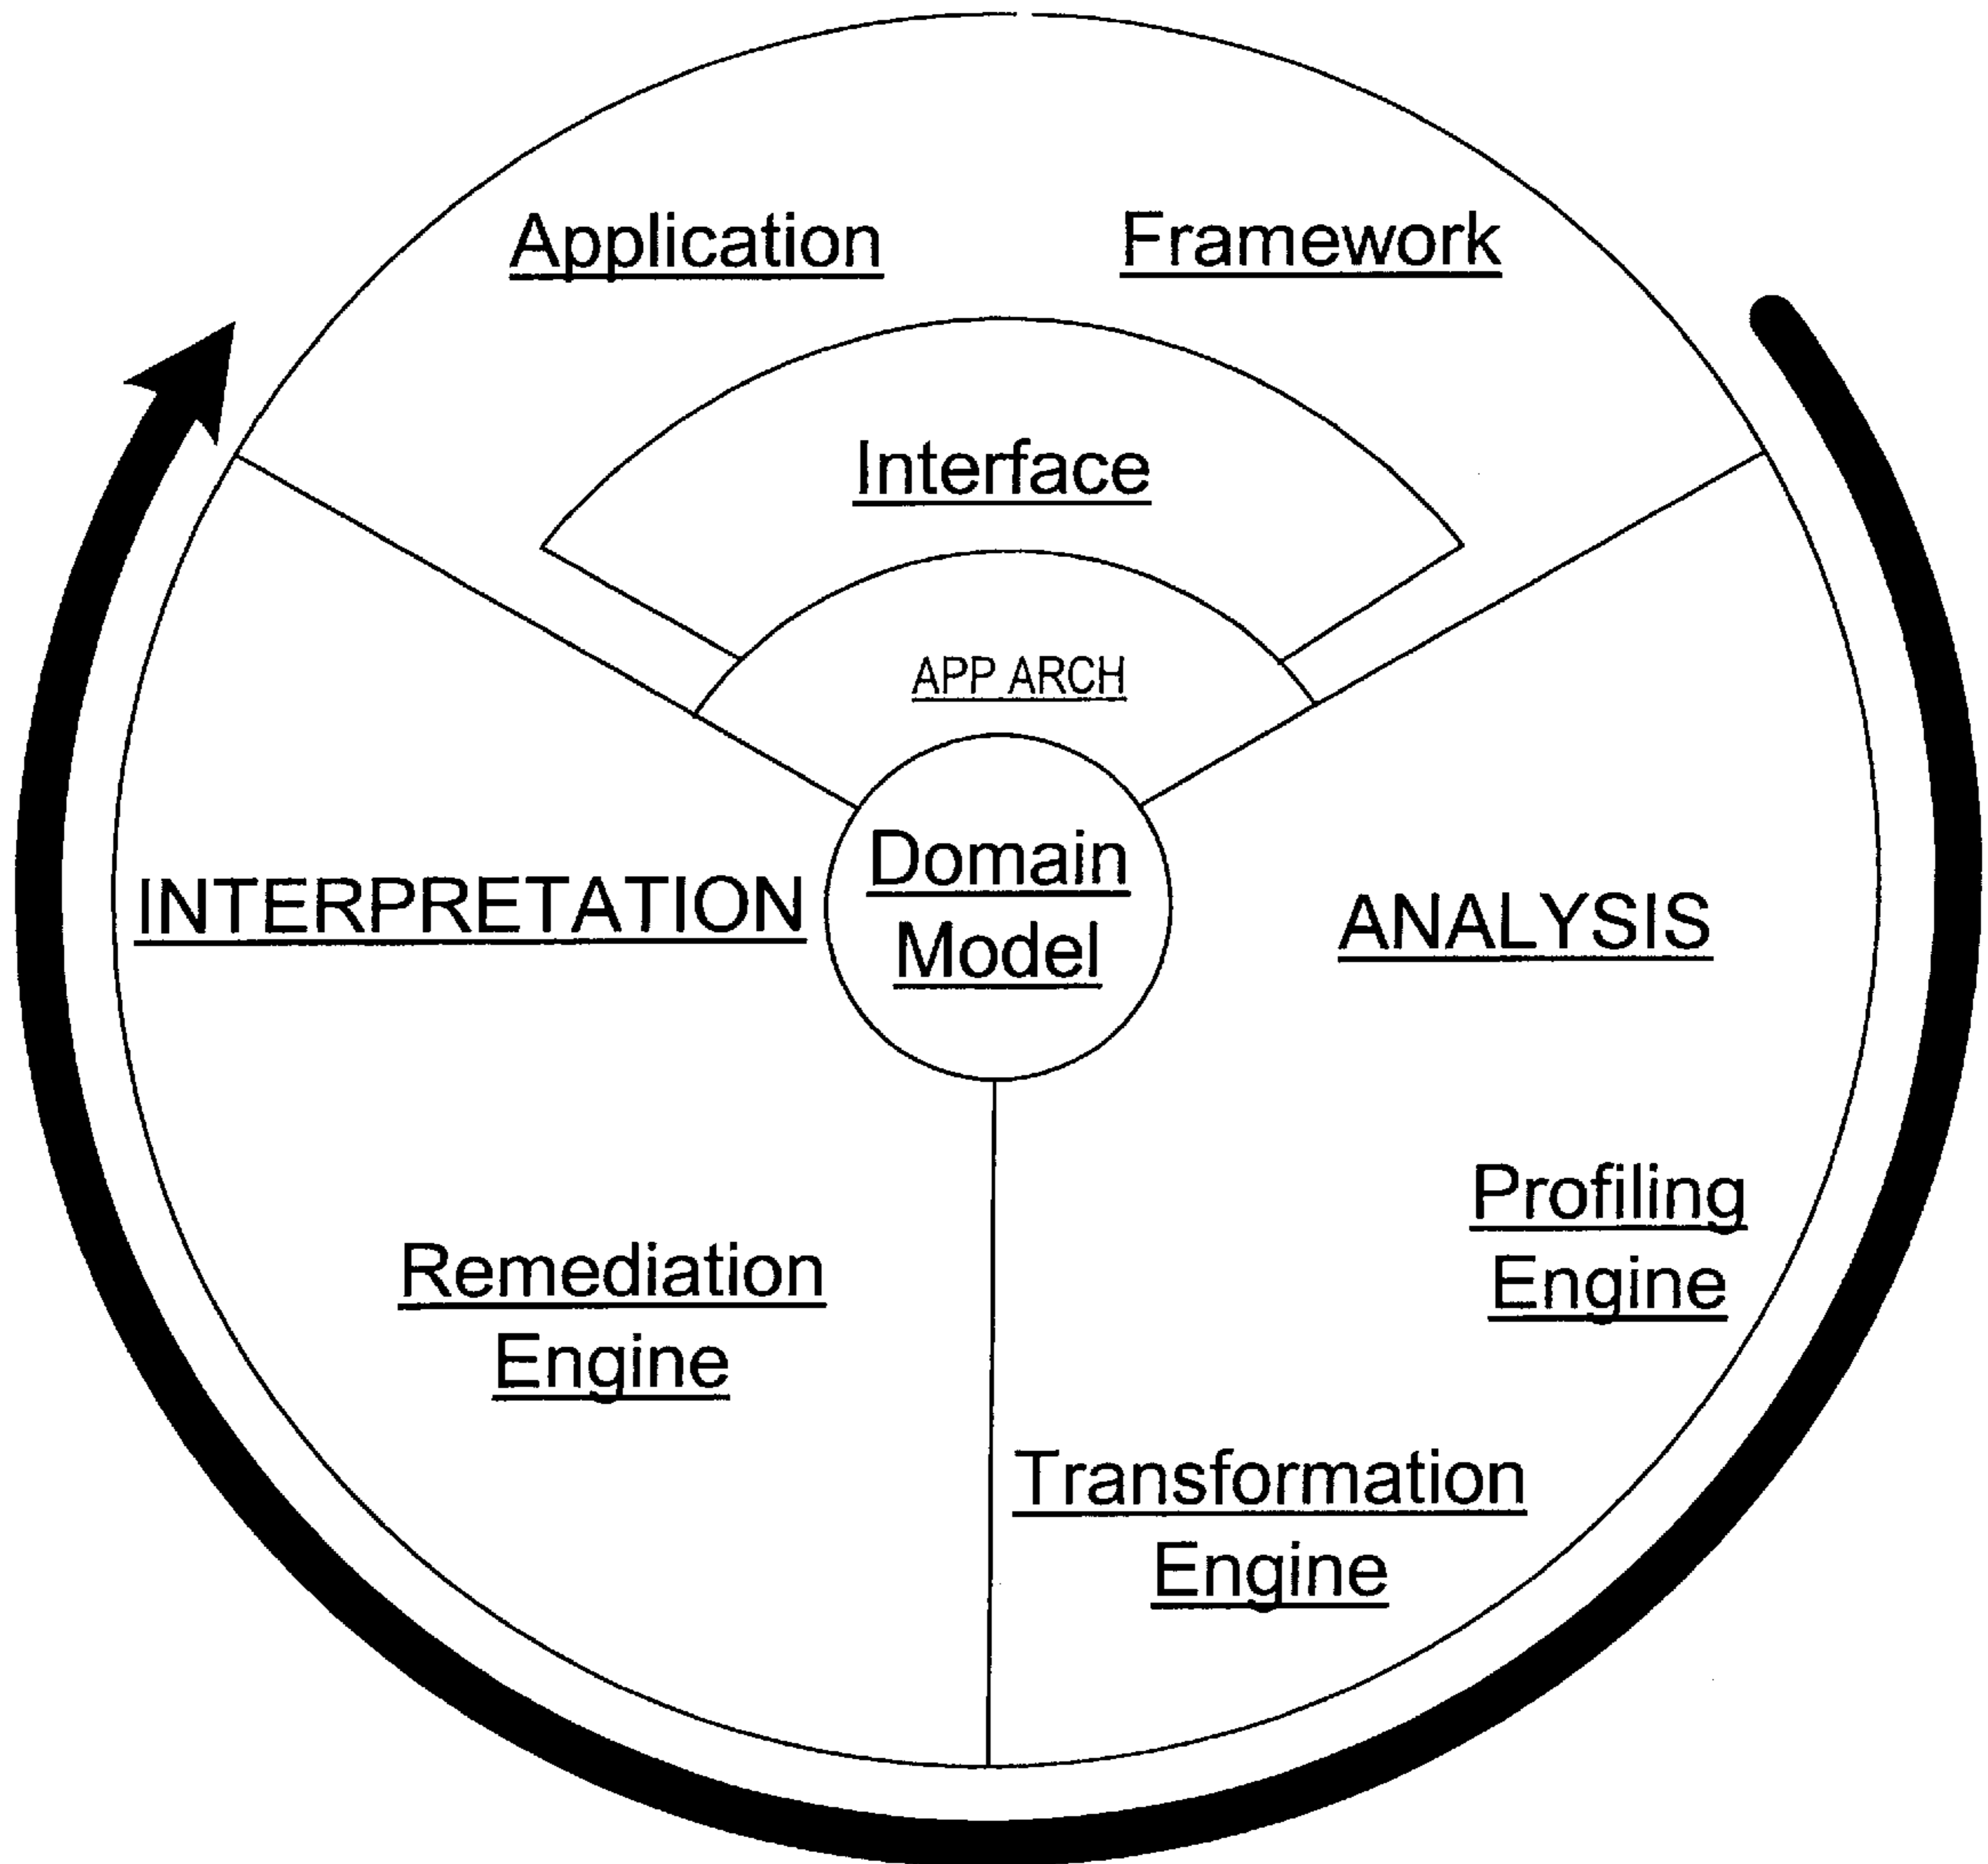 Application Framework
Interface
APP ARCH
Domain
Model
INTERPRETATION
ANALYSIS
Profiling
Engine
Remediation
Engine
Transformation
Engine